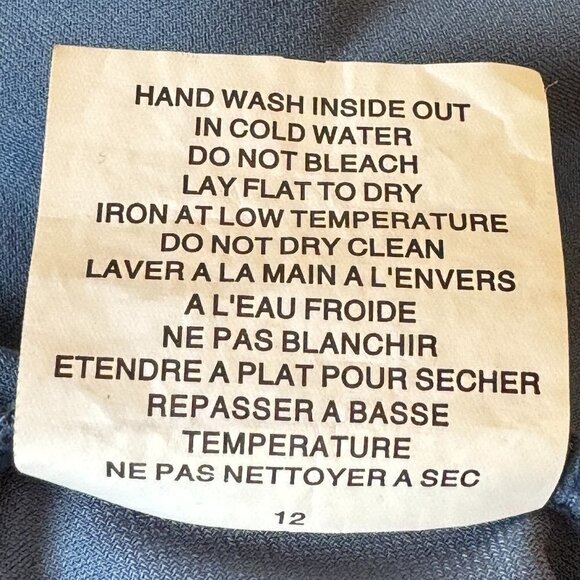 HAND WASH INSIDE OUT
IN COLD WATER
DO NOT BLEACH
LAY FLAT TO DRY
IRON AT LOW TEMPERATURE
DO NOT DRY CLEAN
LAVER A LA MAIN A L'ENVERS
A L'EAU FROIDE
NE PAS BLANCHIR
ETENDRE A PLAT POUR SECHER
REPASSER A BASSE
TEMPERATURE
NE PAS NETTOYER A SEC
12